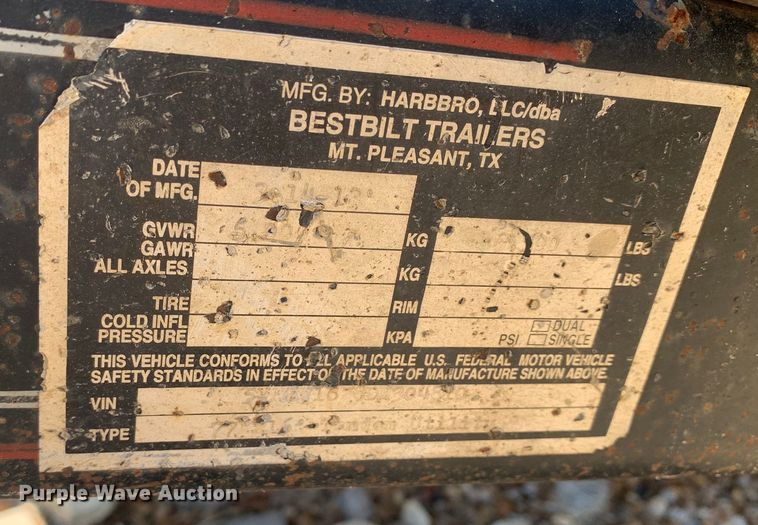 MFG. BY: HARBBRO, LLC/dba
BESTBILT TRAILERS
MT. PLEASANT, TX
DATE
OF MFG.
GVWR KG LBS
GAWR
ALL AXLES KG LBS
TIRE RIM
COLD INFL
PRESSURE KPA PSI DUAL
SINGLE
THIS VEHICLE CONFORMS TO ALL APPLICABLE U.S. FEDERAL MOTOR VEHICLE
SAFETY STANDARDS IN EFFECT OF THE DATE OF MANUFACTURE SHOWN ABOVE.
VIN
TYPE
Purple Wave Auction